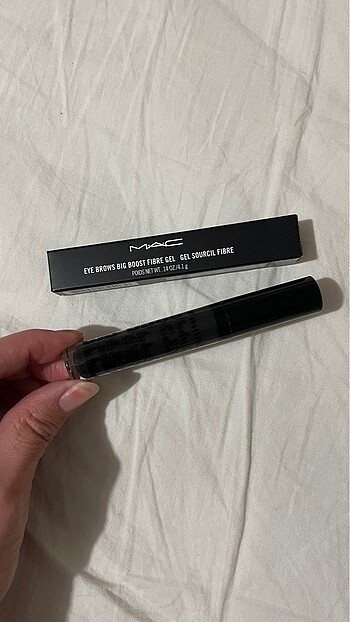 MAC
EYE BROWS BIG BOOST FIBRE GEL GEL SOURCIL FIBRE
POIDS NET WT. .14 OZ/4.1 g